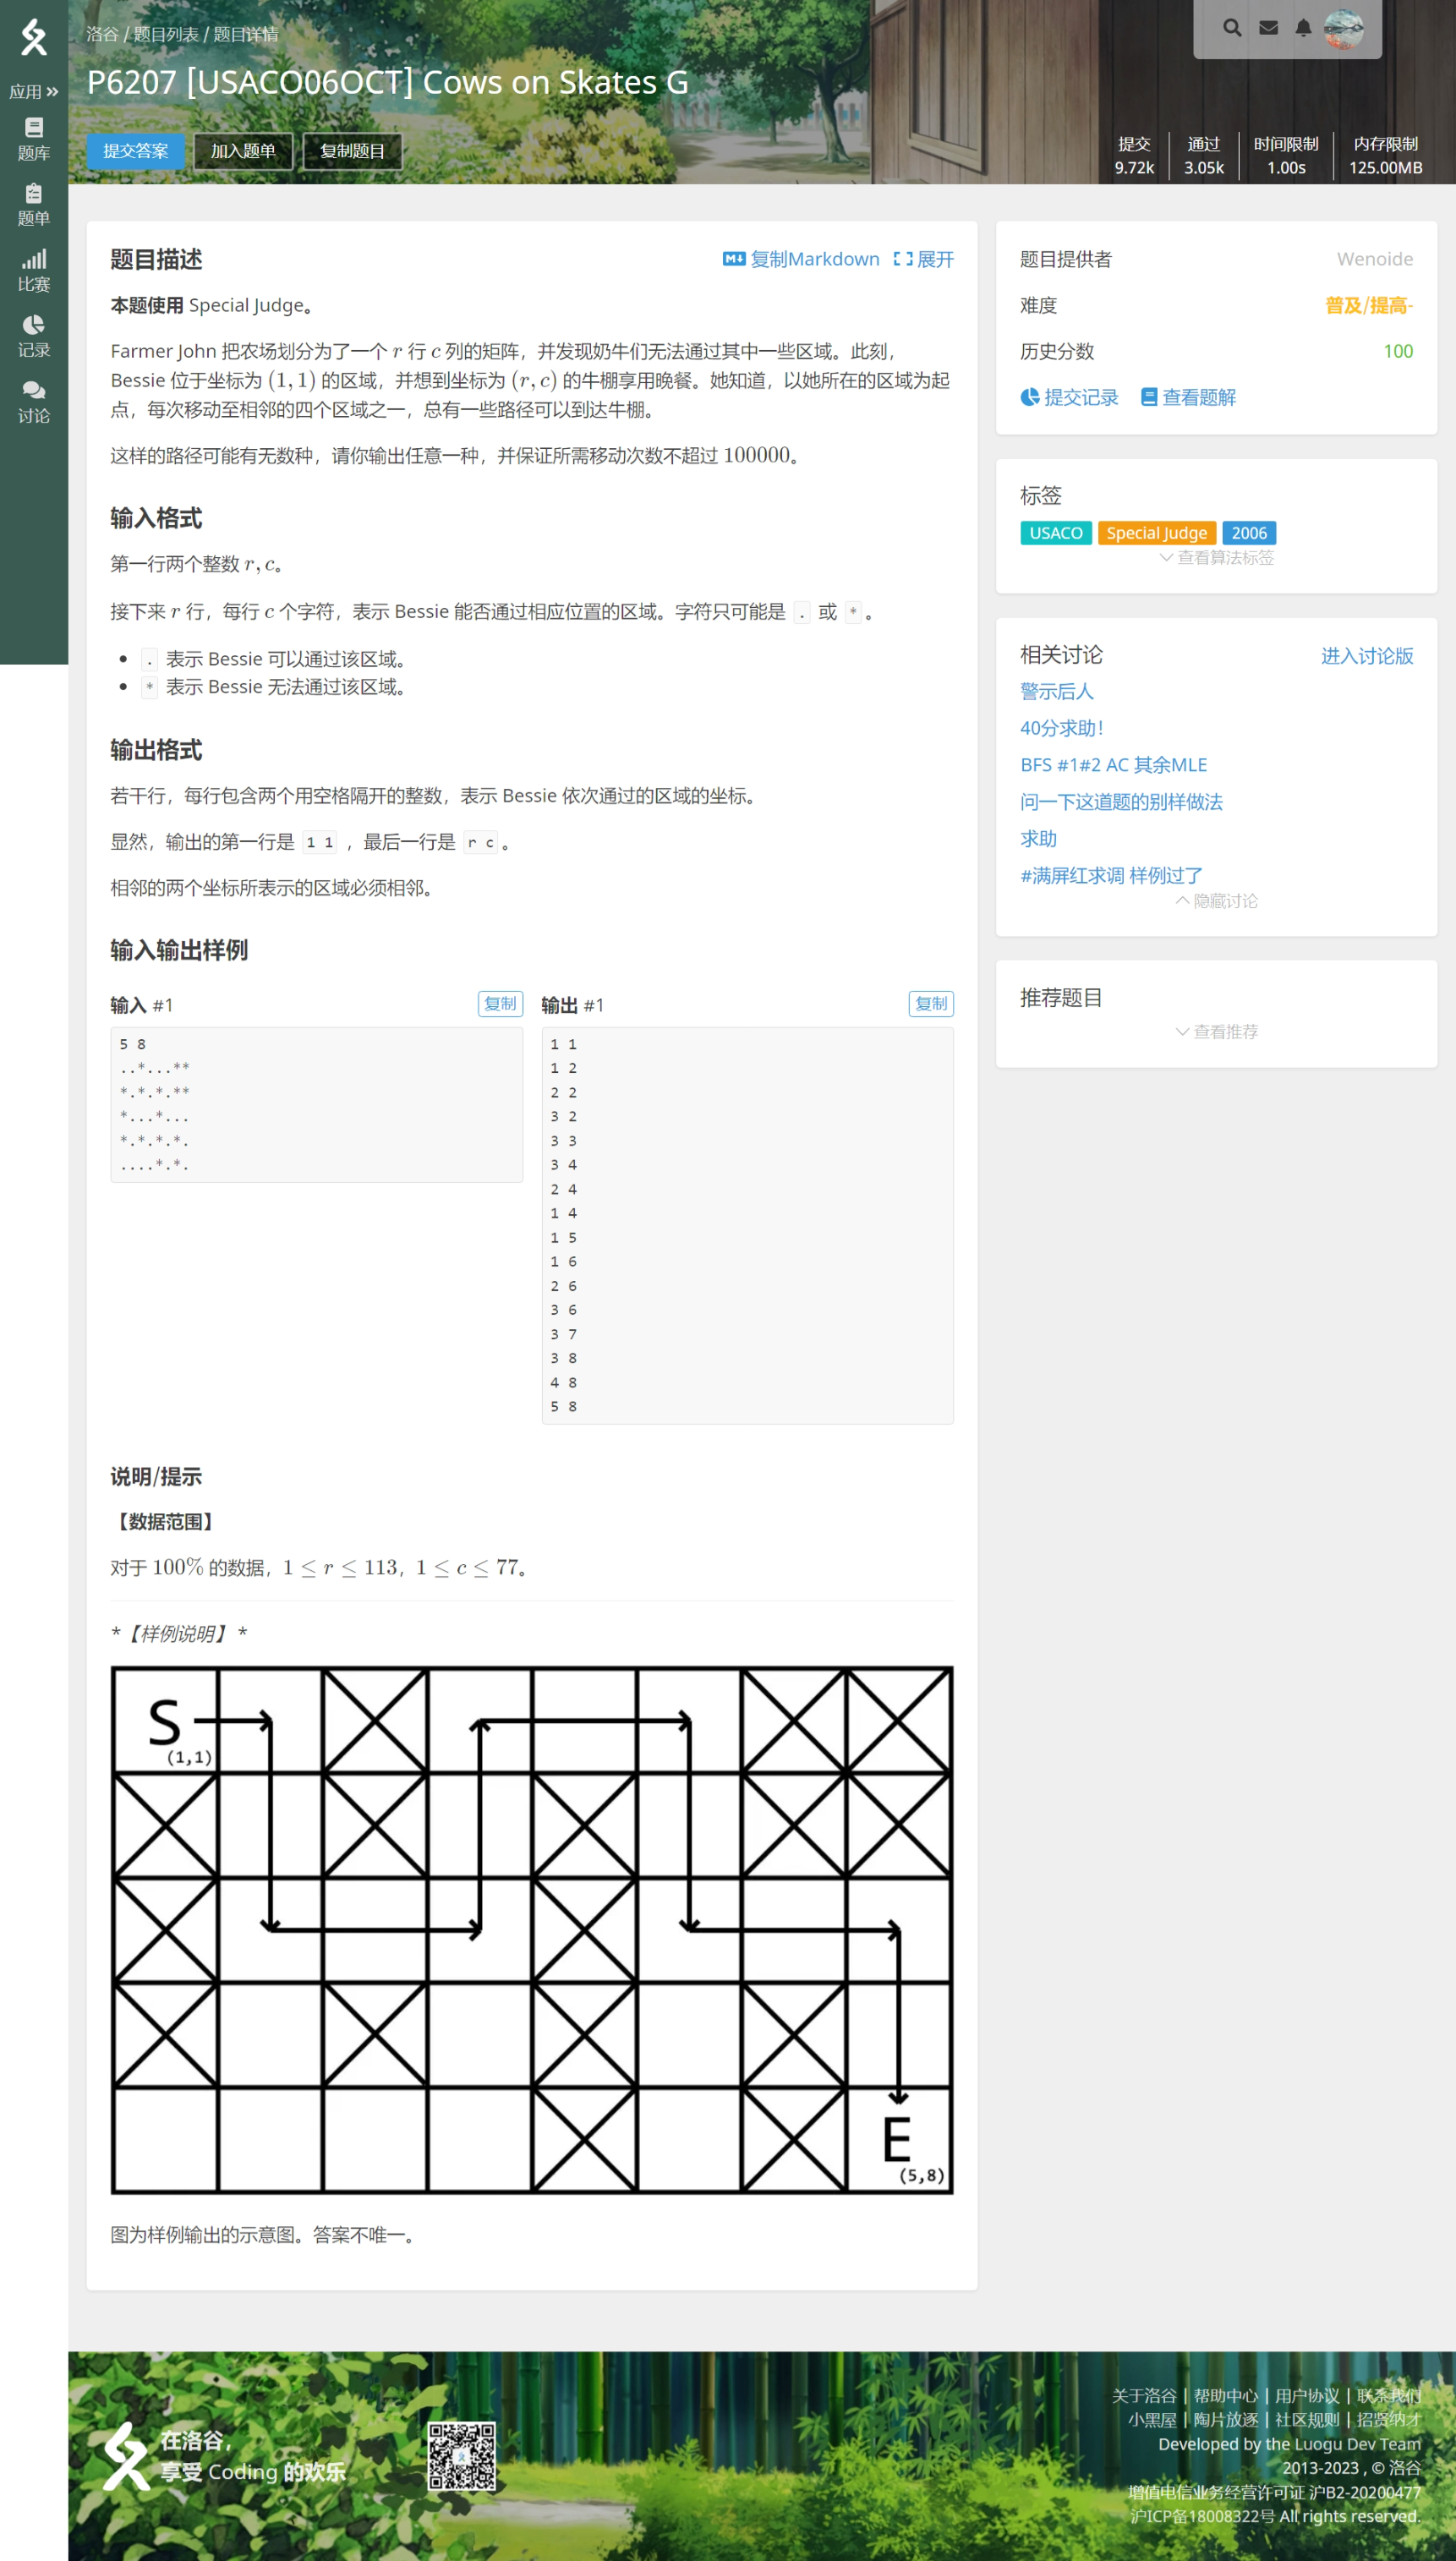 洛谷 / 题目列表 / 题目详情
P6207 [USACO06OCT] Cows on Skates G
应用
题库
题单
比赛
记录
讨论
提交答案
加入题单
复制题目
提交
9.72k
通过
3.05k
时间限制
1.00s
内存限制
125.00MB
题目描述
复制Markdown
展开
本题使用 Special Judge。
Farmer John 把农场划分为了一个 r 行 c 列的矩阵，并发现奶牛们无法通过其中一些区域。此刻，
Bessie 位于坐标为 (1, 1) 的区域，并想到坐标为 (r, c) 的牛棚享用晚餐。她知道，以她所在的区域为起
点，每次移动至相邻的四个区域之一，总有一些路径可以到达牛棚。
这样的路径可能有无数种，请你输出任意一种，并保证所需移动次数不超过 100000。
输入格式
第一行两个整数 r, c。
接下来 r 行，每行 c 个字符，表示 Bessie 能否通过相应位置的区域。字符只可能是 . 或 * 。
• . 表示 Bessie 可以通过该区域。
• * 表示 Bessie 无法通过该区域。
输出格式
若干行，每行包含两个用空格隔开的整数，表示 Bessie 依次通过的区域的坐标。
显然，输出的第一行是 1 1 ，最后一行是 r c 。
相邻的两个坐标所表示的区域必须相邻。
输入输出样例
输入 #1
复制
5 8
..*...**
*.*.*.**
*...*...
*.*.*.*.
....*.*.
输出 #1
复制
1 1
1 2
2 2
3 2
3 3
3 4
2 4
1 4
1 5
1 6
2 6
3 6
3 7
3 8
4 8
5 8
说明/提示
【数据范围】
对于 100% 的数据，1 ≤ r ≤ 113，1 ≤ c ≤ 77。
*【样例说明】*
S
(1,1)
E
(5,8)
图为样例输出的示意图。答案不唯一。
题目提供者
Wenoide
难度
普及/提高-
历史分数
100
提交记录
查看题解
标签
USACO
Special Judge
2006
查看算法标签
相关讨论
进入讨论版
警示后人
40分求助！
BFS #1#2 AC 其余MLE
问一下这道题的别样做法
求助
#满屏红求调 样例过了
隐藏讨论
推荐题目
查看推荐
在洛谷，
享受 Coding 的欢乐
关于洛谷 | 帮助中心 | 用户协议 | 联系我们
小黑屋 | 陶片放逐 | 社区规则 | 招贤纳才
Developed by the Luogu Dev Team
2013-2023 , © 洛谷
增值电信业务经营许可证 沪B2-20200477
沪ICP备18008322号 All rights reserved.